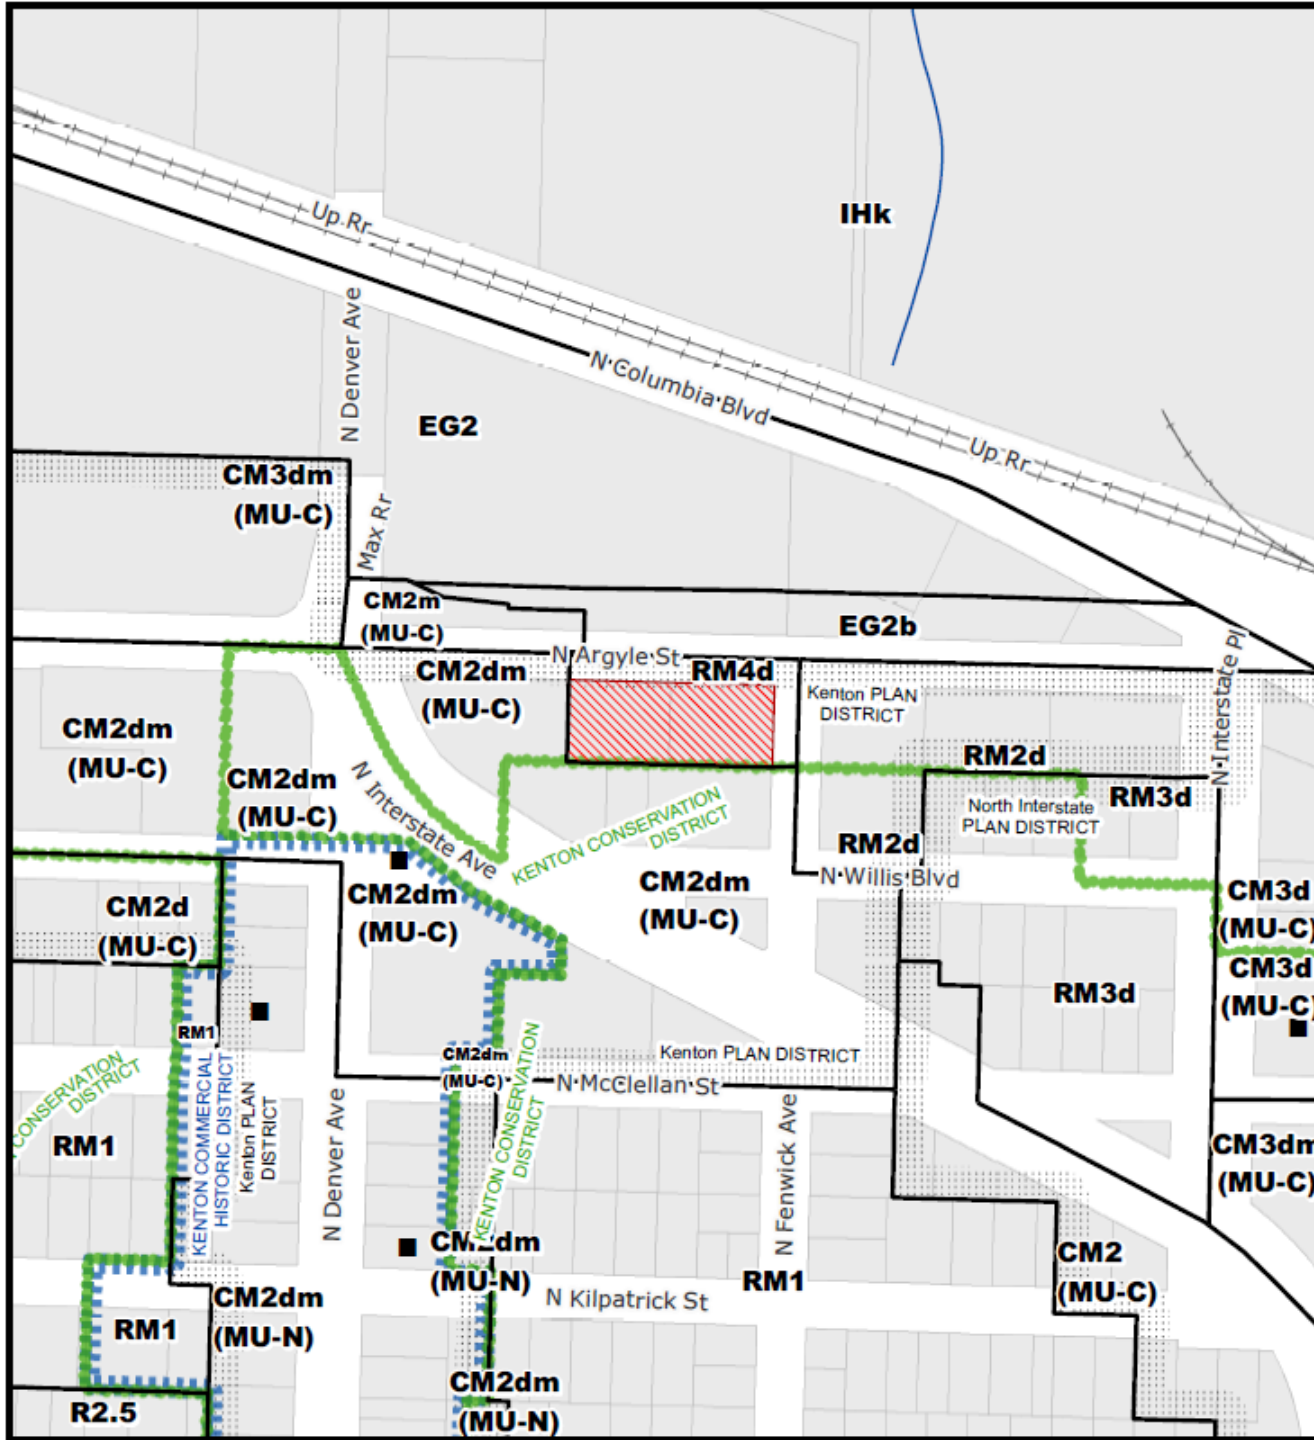 IHk
Up Rr
N Denver Ave
N Columbia Blvd
EG2
Up Rr
CM3dm
(MU-C)
Max Rr
CM2m
(MU-C)
EG2b
N Argyle St
RM4d
CM2dm
(MU-C)
Kenton PLAN
DISTRICT
N Interstate Pl
CM2dm
(MU-C)
CM2dm
(MU-C)
N Interstate Ave
RM2d
RM3d
North Interstate
PLAN DISTRICT
KENTON CONSERVATION
DISTRICT
RM2d
N Willis Blvd
CM2dm
(MU-C)
CM2dm
(MU-C)
CM2d
(MU-C)
CM3d
(MU-C)
CM3d
(MU-C)
RM3d
RM1
CM2dm
(MU-C)
Kenton PLAN DISTRICT
N McClellan St
CONSERVATION
DISTRICT
RM1
KENTON COMMERCIAL
HISTORIC DISTRICT
Kenton PLAN
DISTRICT
N Denver Ave
KENTON CONSERVATION
DISTRICT
N Fenwick Ave
CM3dm
(MU-C)
CM2dm
(MU-N)
RM1
CM2
(MU-C)
N Kilpatrick St
CM2dm
(MU-N)
RM1
CM2dm
(MU-N)
R2.5